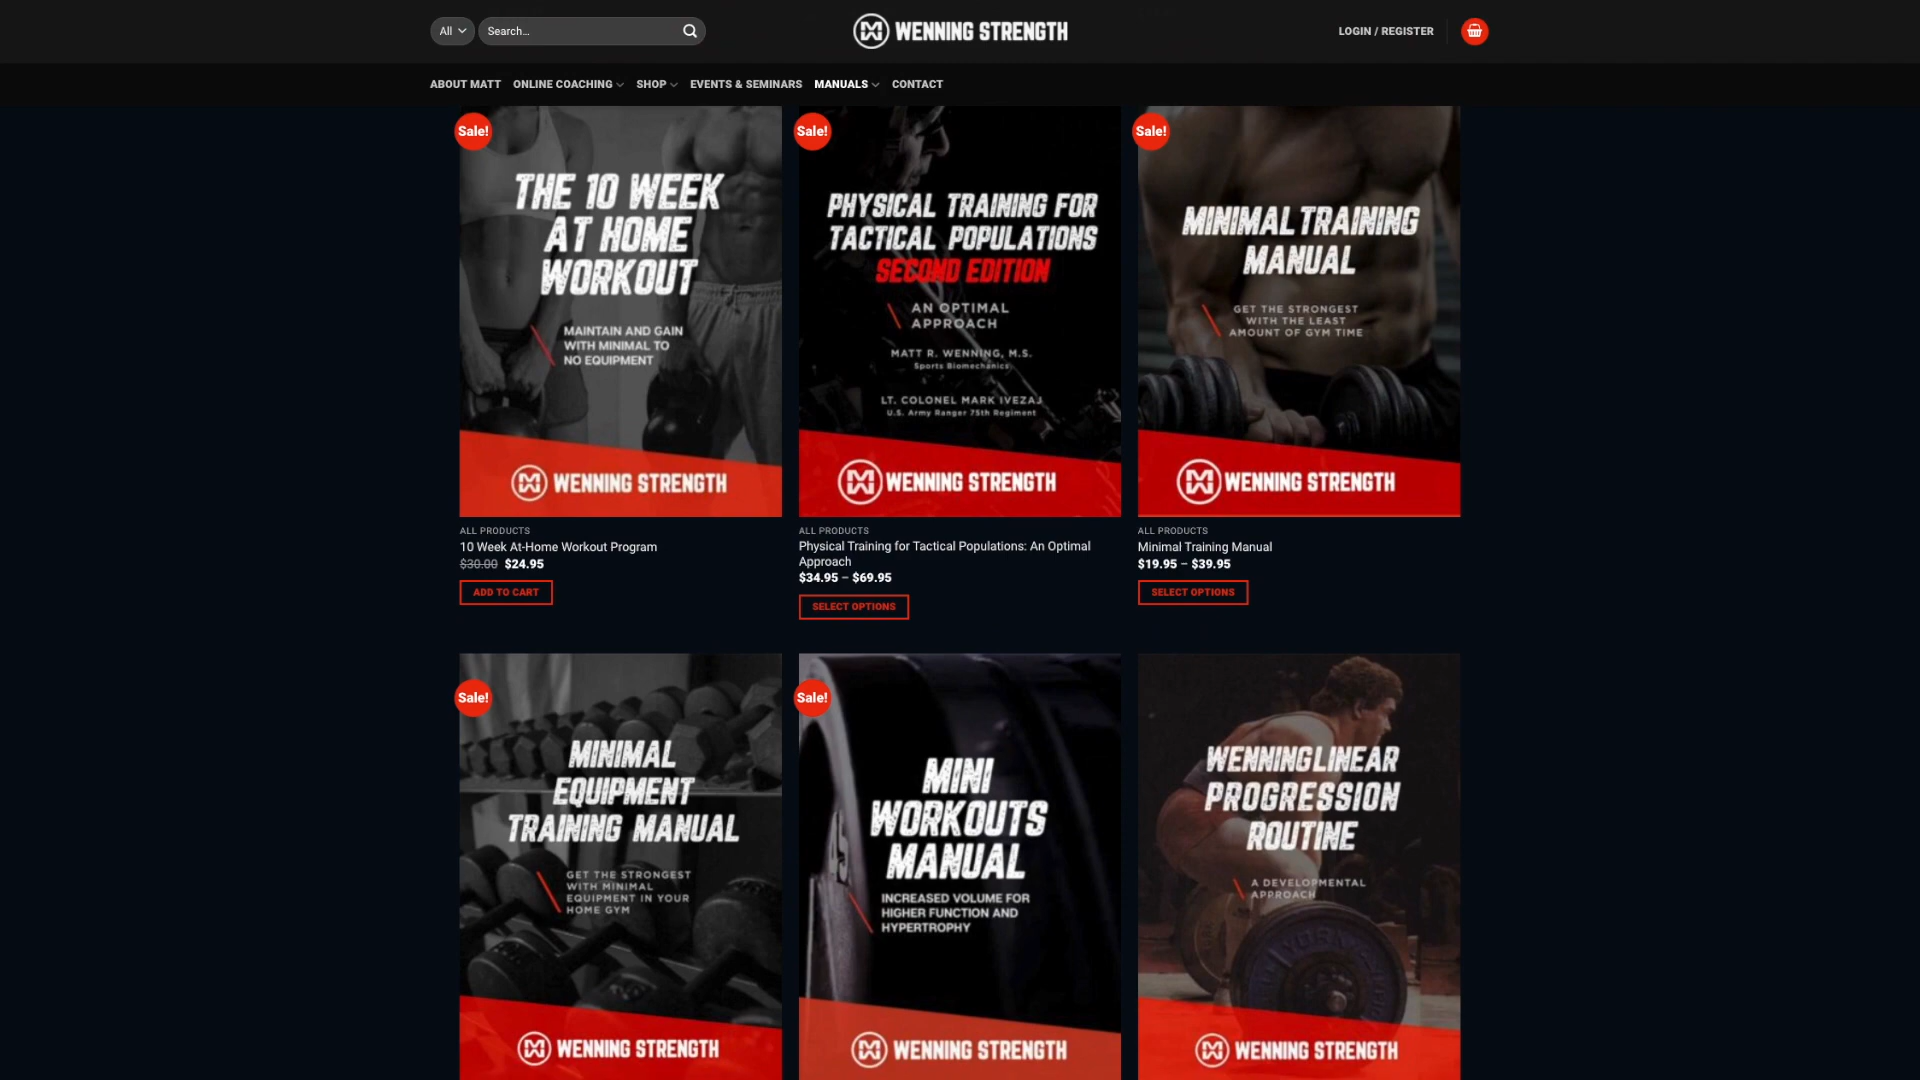 All
Search...
WENNING STRENGTH
LOGIN / REGISTER
ABOUT MATT
ONLINE COACHING
SHOP
EVENTS & SEMINARS
MANUALS
CONTACT
Sale!
THE 10 WEEK
AT HOME
WORKOUT
MAINTAIN AND GAIN
WITH MINIMAL TO
NO EQUIPMENT
WENNING STRENGTH
ALL PRODUCTS
10 Week At-Home Workout Program
$30.00 $24.95
ADD TO CART
Sale!
PHYSICAL TRAINING FOR
TACTICAL POPULATIONS
SECOND EDITION
AN OPTIMAL
APPROACH
MATT R. WENNING, M.S.
Sports Biomechanics
LT. COLONEL MARK IVEZAJ
U.S. Army Ranger 75th Regiment
WENNING STRENGTH
ALL PRODUCTS
Physical Training for Tactical Populations: An Optimal
Approach
$34.95 – $69.95
SELECT OPTIONS
Sale!
MINIMAL TRAINING
MANUAL
GET THE STRONGEST
WITH THE LEAST
AMOUNT OF GYM TIME
WENNING STRENGTH
ALL PRODUCTS
Minimal Training Manual
$19.95 – $39.95
SELECT OPTIONS
Sale!
MINIMAL
EQUIPMENT
TRAINING MANUAL
GET THE STRONGEST
WITH MINIMAL
EQUIPMENT IN YOUR
HOME GYM
WENNING STRENGTH
Sale!
MINI
WORKOUTS
MANUAL
INCREASED VOLUME FOR
HIGHER FUNCTION AND
HYPERTROPHY
WENNING STRENGTH
WENNING LINEAR
PROGRESSION
ROUTINE
A DEVELOPMENTAL
APPROACH
YORK
WENNING STRENGTH